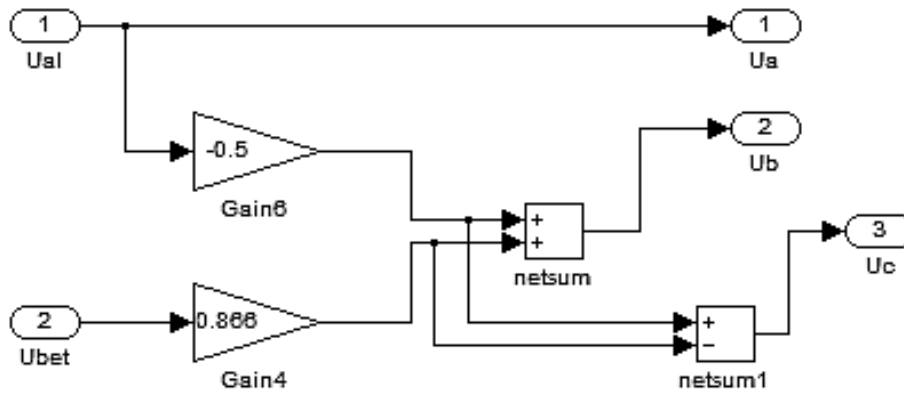 1
Ual
1
Ua
-0.5
Gain6
2
Ub
+
+
netsum
3
Uc
2
Ubet
0.866
Gain4
+
−
netsum1